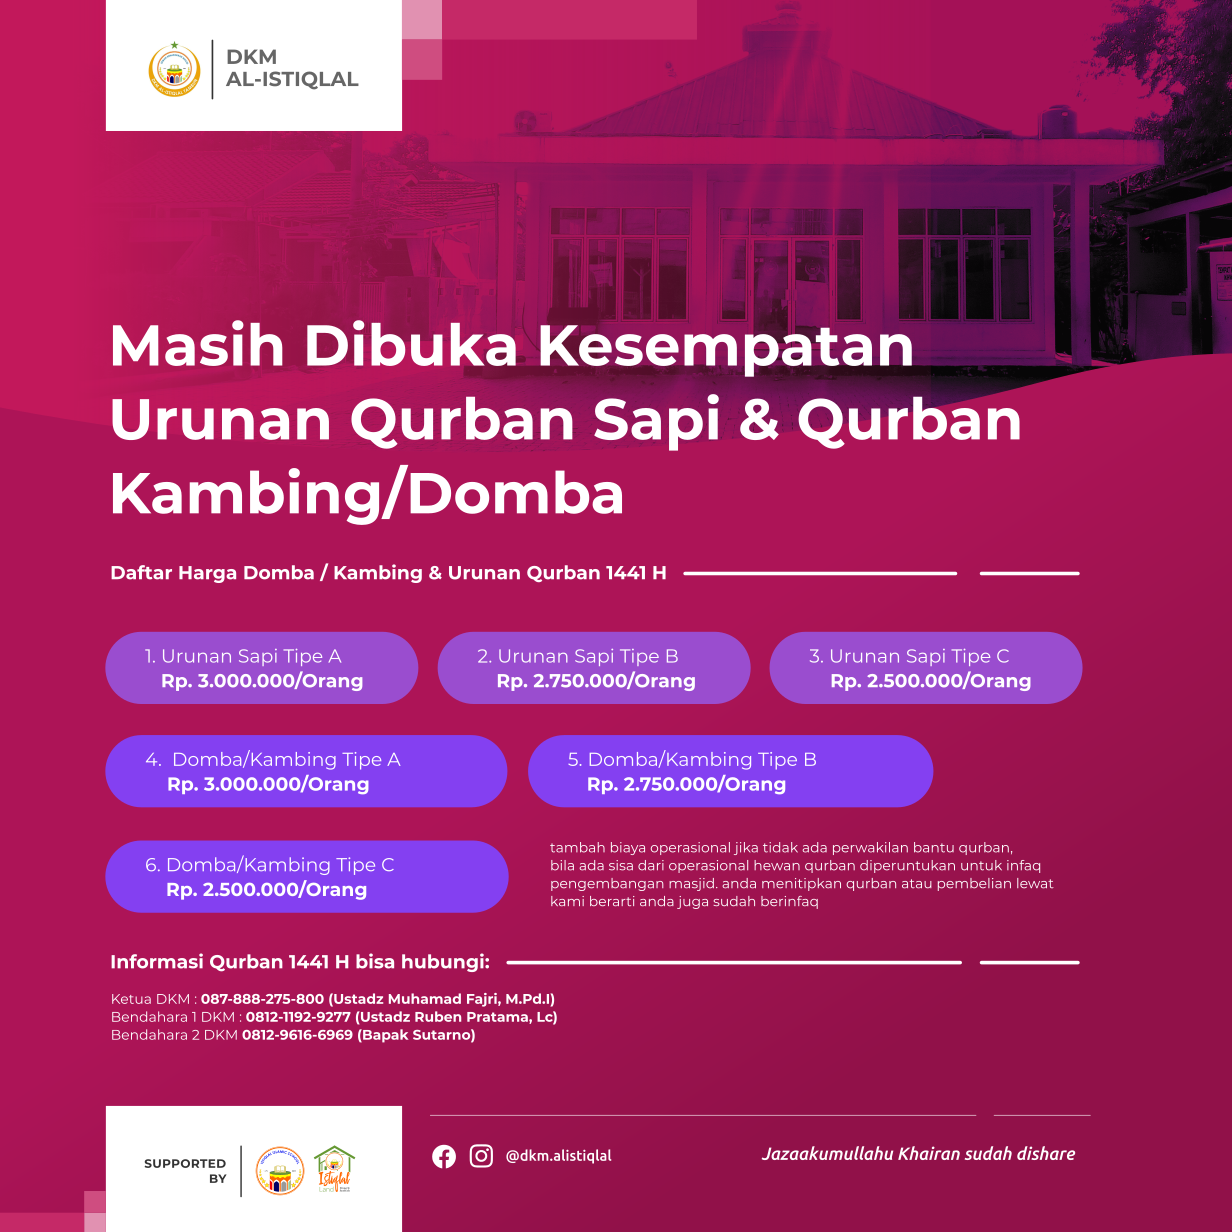 DKM
AL-ISTIQLAL
Masih Dibuka Kesempatan
Urunan Qurban Sapi & Qurban
Kambing/Domba
Daftar Harga Domba / Kambing & Urunan Qurban 1441 H
1. Urunan Sapi Tipe A
Rp. 3.000.000/Orang
2. Urunan Sapi Tipe B
Rp. 2.750.000/Orang
3. Urunan Sapi Tipe C
Rp. 2.500.000/Orang
4. Domba/Kambing Tipe A
Rp. 3.000.000/Orang
5. Domba/Kambing Tipe B
Rp. 2.750.000/Orang
6. Domba/Kambing Tipe C
Rp. 2.500.000/Orang
tambah biaya operasional jika tidak ada perwakilan bantu qurban,
bila ada sisa dari operasional hewan qurban diperuntukan untuk infaq
pengembangan masjid. anda menitipkan qurban atau pembelian lewat
kami berarti anda juga sudah berinfaq
Informasi Qurban 1441 H bisa hubungi:
Ketua DKM : 087-888-275-800 (Ustadz Muhamad Fajri, M.Pd.I)
Bendahara 1 DKM : 0812-1192-9277 (Ustadz Ruben Pratama, Lc)
Bendahara 2 DKM 0812-9616-6969 (Bapak Sutarno)
SUPPORTED
BY
Istiqlal
Land
@dkm.alistiqlal
Jazaakumullahu Khairan sudah dishare